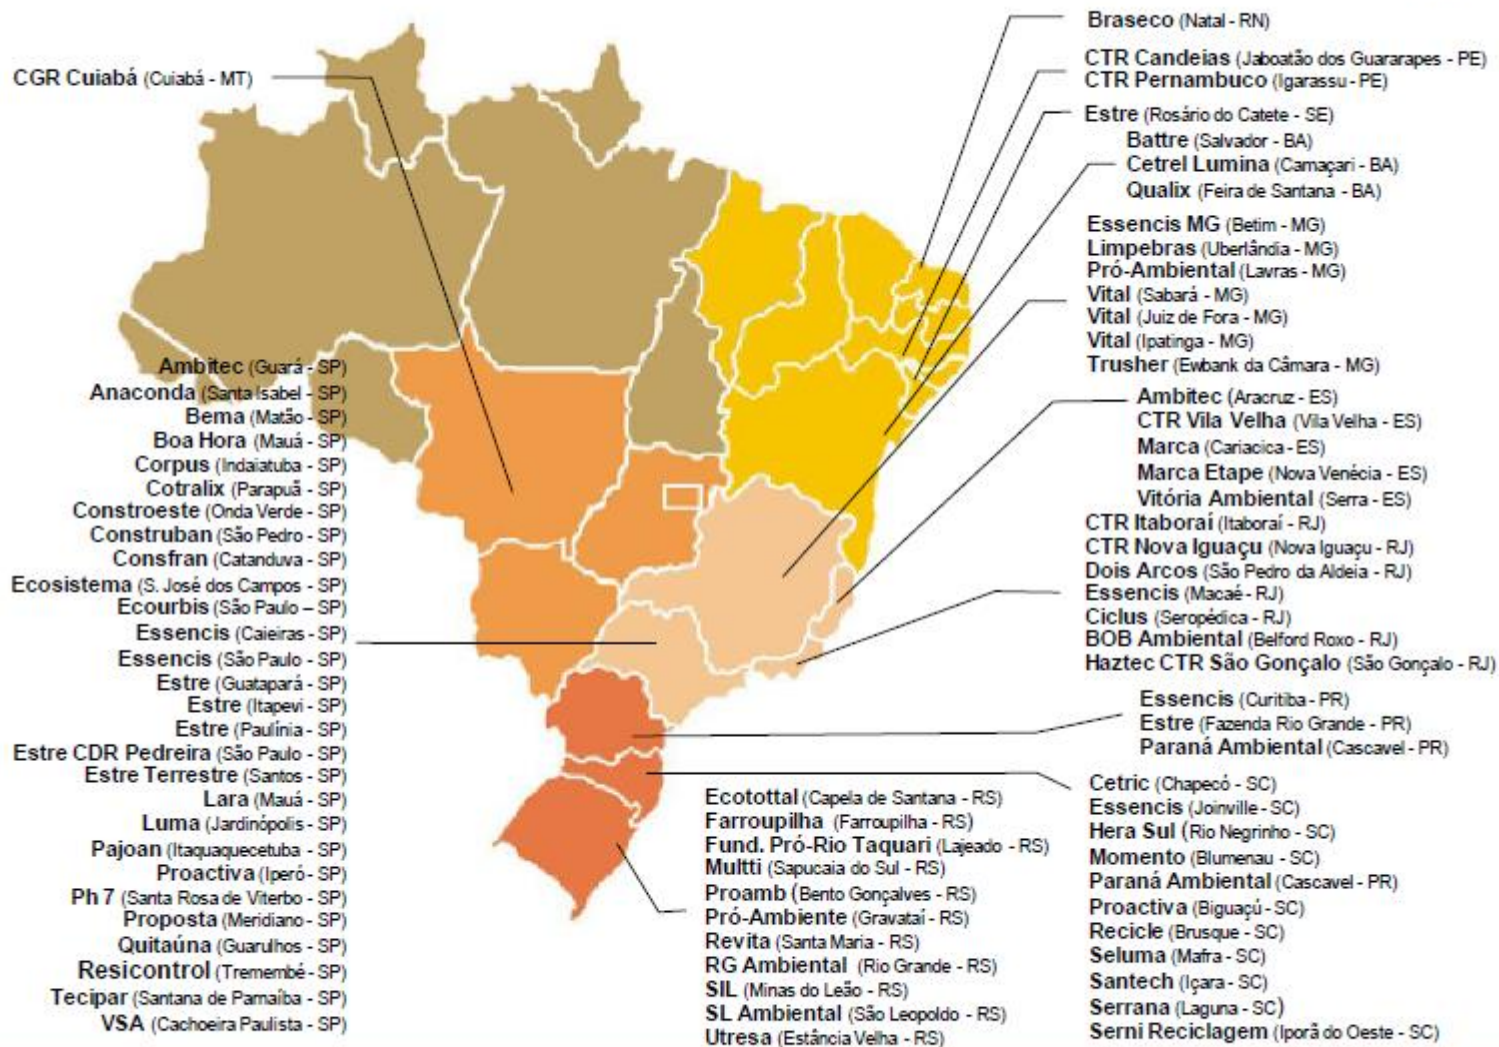 CGR Cuiabá (Cuiabá - MT)
Ambitec (Guará - SP)
Anaconda (Santa Isabel - SP)
Bema (Matão - SP)
Boa Hora (Mauá - SP)
Corpus (Indaiatuba - SP)
Cotralix (Parapuã - SP)
Constroeste (Onda Verde - SP)
Construban (São Pedro - SP)
Consfran (Catanduva - SP)
Ecosistema (S. José dos Campos - SP)
Ecourbis (São Paulo – SP)
Essencis (Caieiras - SP)
Essencis (São Paulo - SP)
Estre (Guatapará - SP)
Estre (Itapevi - SP)
Estre (Paulínia - SP)
Estre CDR Pedreira (São Paulo - SP)
Estre Terrestre (Santos - SP)
Lara (Mauá - SP)
Luma (Jardinópolis - SP)
Pajoan (Itaquaquecetuba - SP)
Proactiva (Iperó - SP)
Ph 7 (Santa Rosa de Viterbo - SP)
Proposta (Meridiano - SP)
Quitaúna (Guarulhos - SP)
Resicontrol (Tremembé - SP)
Tecipar (Santana de Parnaíba - SP)
VSA (Cachoeira Paulista - SP)
Braseco (Natal - RN)
CTR Candeias (Jaboatão dos Guararapes - PE)
CTR Pernambuco (Igarassu - PE)
Estre (Rosário do Catete - SE)
Battre (Salvador - BA)
Cetrel Lumina (Camaçari - BA)
Qualix (Feira de Santana - BA)
Essencis MG (Betim - MG)
Limpebras (Uberlândia - MG)
Pró-Ambiental (Lavras - MG)
Vital (Sabará - MG)
Vital (Juiz de Fora - MG)
Vital (Ipatinga - MG)
Trusher (Ewbank da Câmara - MG)
Ambitec (Aracruz - ES)
CTR Vila Velha (Vila Velha - ES)
Marca (Cariacica - ES)
Marca Etape (Nova Venécia - ES)
Vitória Ambiental (Serra - ES)
CTR Itaboraí (Itaboraí - RJ)
CTR Nova Iguaçu (Nova Iguaçu - RJ)
Dois Arcos (São Pedro da Aldeia - RJ)
Essencis (Macaé - RJ)
Ciclus (Seropédica - RJ)
BOB Ambiental (Belford Roxo - RJ)
Haztec CTR São Gonçalo (São Gonçalo - RJ)
Essencis (Curitiba - PR)
Estre (Fazenda Rio Grande - PR)
Paraná Ambiental (Cascavel - PR)
Ecotottal (Capela de Santana - RS)
Farroupilha (Farroupilha - RS)
Fund. Pró-Rio Taquari (Lajeado - RS)
Multti (Sapucaia do Sul - RS)
Proamb (Bento Gonçalves - RS)
Pró-Ambiente (Gravataí - RS)
Revita (Santa Maria - RS)
RG Ambiental (Rio Grande - RS)
SIL (Minas do Leão - RS)
SL Ambiental (São Leopoldo - RS)
Utresa (Estância Velha - RS)
Cetric (Chapecó - SC)
Essencis (Joinville - SC)
Hera Sul (Rio Negrinho - SC)
Momento (Blumenau - SC)
Paraná Ambiental (Cascavel - PR)
Proactiva (Biguaçú - SC)
Recicle (Brusque - SC)
Seluma (Mafra - SC)
Santech (Içara - SC)
Serrana (Laguna - SC)
Serni Reciclagem (Iporã do Oeste - SC)